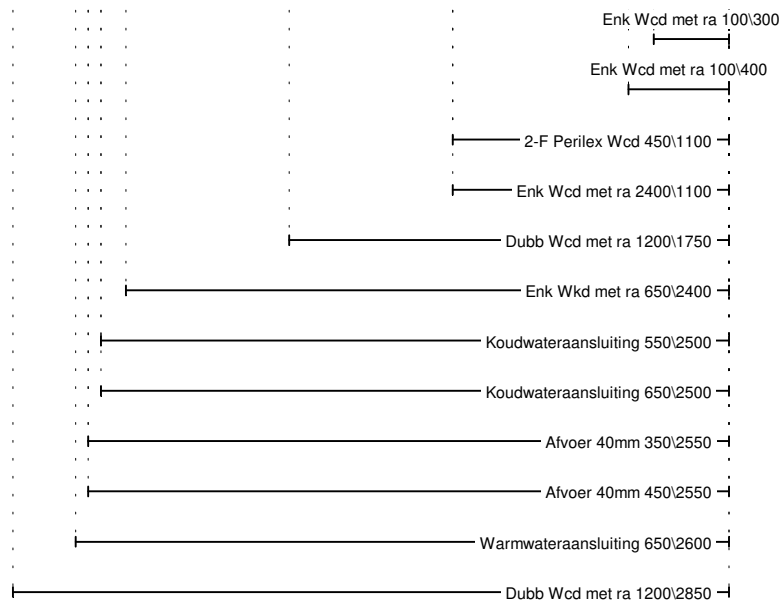 Enk Wcd met ra 100\300
Enk Wcd met ra 100\400
2-F Perilex Wcd 450\1100
Enk Wcd met ra 2400\1100
Dubb Wcd met ra 1200\1750
Enk Wkd met ra 650\2400
Koudwateraansluiting 550\2500
Koudwateraansluiting 650\2500
Afvoer 40mm 350\2550
Afvoer 40mm 450\2550
Warmwateraansluiting 650\2600
Dubb Wcd met ra 1200\2850